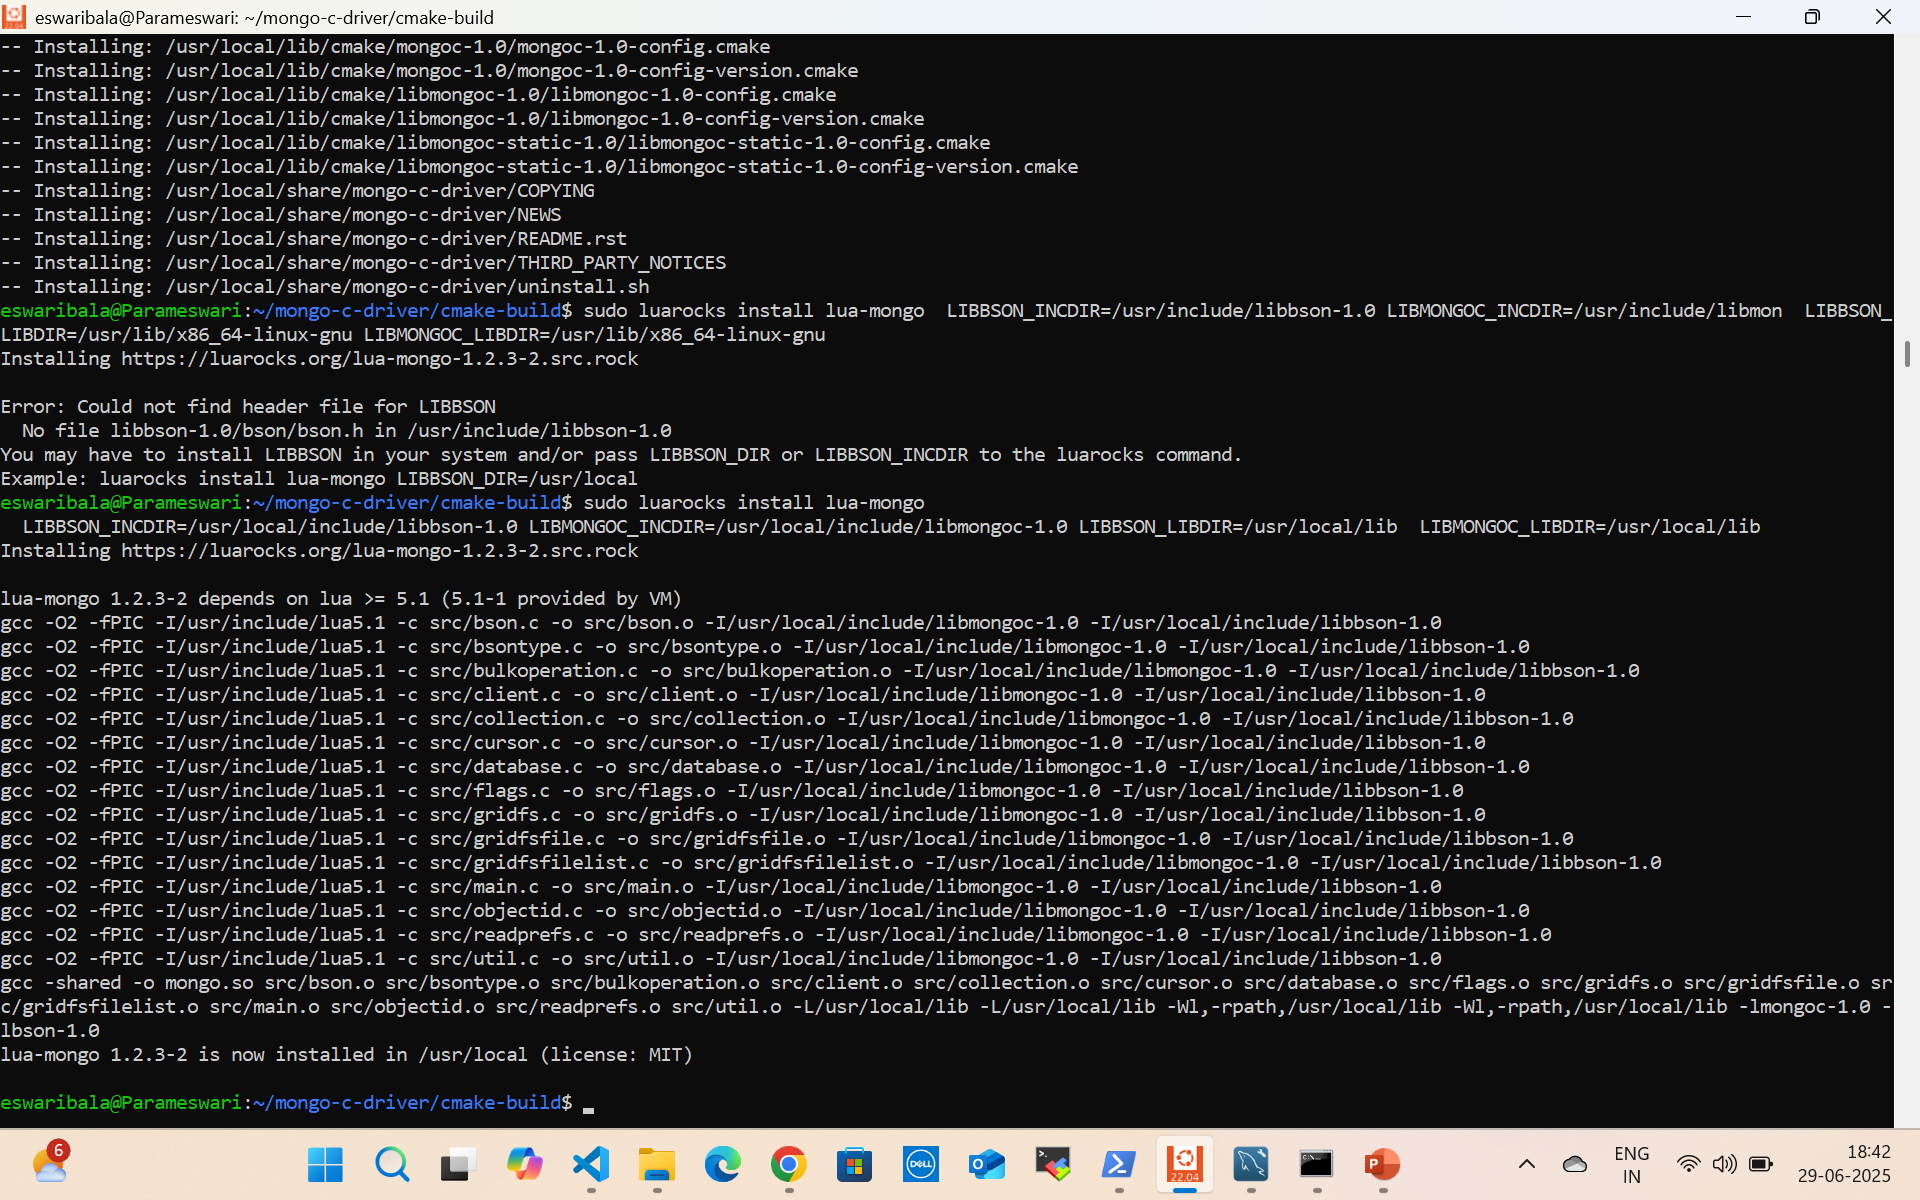 eswaribala@Parameswari: ~/mongo-c-driver/cmake-build
-- Installing: /usr/local/lib/cmake/mongoc-1.0/mongoc-1.0-config.cmake
-- Installing: /usr/local/lib/cmake/mongoc-1.0/mongoc-1.0-config-version.cmake
-- Installing: /usr/local/lib/cmake/libmongoc-1.0/libmongoc-1.0-config.cmake
-- Installing: /usr/local/lib/cmake/libmongoc-1.0/libmongoc-1.0-config-version.cmake
-- Installing: /usr/local/lib/cmake/libmongoc-static-1.0/libmongoc-static-1.0-config.cmake
-- Installing: /usr/local/lib/cmake/libmongoc-static-1.0/libmongoc-static-1.0-config-version.cmake
-- Installing: /usr/local/share/mongo-c-driver/COPYING
-- Installing: /usr/local/share/mongo-c-driver/NEWS
-- Installing: /usr/local/share/mongo-c-driver/README.rst
-- Installing: /usr/local/share/mongo-c-driver/THIRD_PARTY_NOTICES
-- Installing: /usr/local/share/mongo-c-driver/uninstall.sh
eswaribala@Parameswari:~/mongo-c-driver/cmake-build$ sudo luarocks install lua-mongo  LIBBSON_INCDIR=/usr/include/libbson-1.0 LIBMONGOC_INCDIR=/usr/include/libmon  LIBBSON_
LIBDIR=/usr/lib/x86_64-linux-gnu LIBMONGOC_LIBDIR=/usr/lib/x86_64-linux-gnu
Installing https://luarocks.org/lua-mongo-1.2.3-2.src.rock
Error: Could not find header file for LIBBSON
  No file libbson-1.0/bson/bson.h in /usr/include/libbson-1.0
You may have to install LIBBSON in your system and/or pass LIBBSON_DIR or LIBBSON_INCDIR to the luarocks command.
Example: luarocks install lua-mongo LIBBSON_DIR=/usr/local
eswaribala@Parameswari:~/mongo-c-driver/cmake-build$ sudo luarocks install lua-mongo
  LIBBSON_INCDIR=/usr/local/include/libbson-1.0 LIBMONGOC_INCDIR=/usr/local/include/libmongoc-1.0 LIBBSON_LIBDIR=/usr/local/lib  LIBMONGOC_LIBDIR=/usr/local/lib
Installing https://luarocks.org/lua-mongo-1.2.3-2.src.rock
lua-mongo 1.2.3-2 depends on lua >= 5.1 (5.1-1 provided by VM)
gcc -O2 -fPIC -I/usr/include/lua5.1 -c src/bson.c -o src/bson.o -I/usr/local/include/libmongoc-1.0 -I/usr/local/include/libbson-1.0
gcc -O2 -fPIC -I/usr/include/lua5.1 -c src/bsontype.c -o src/bsontype.o -I/usr/local/include/libmongoc-1.0 -I/usr/local/include/libbson-1.0
gcc -O2 -fPIC -I/usr/include/lua5.1 -c src/bulkoperation.c -o src/bulkoperation.o -I/usr/local/include/libmongoc-1.0 -I/usr/local/include/libbson-1.0
gcc -O2 -fPIC -I/usr/include/lua5.1 -c src/client.c -o src/client.o -I/usr/local/include/libmongoc-1.0 -I/usr/local/include/libbson-1.0
gcc -O2 -fPIC -I/usr/include/lua5.1 -c src/collection.c -o src/collection.o -I/usr/local/include/libmongoc-1.0 -I/usr/local/include/libbson-1.0
gcc -O2 -fPIC -I/usr/include/lua5.1 -c src/cursor.c -o src/cursor.o -I/usr/local/include/libmongoc-1.0 -I/usr/local/include/libbson-1.0
gcc -O2 -fPIC -I/usr/include/lua5.1 -c src/database.c -o src/database.o -I/usr/local/include/libmongoc-1.0 -I/usr/local/include/libbson-1.0
gcc -O2 -fPIC -I/usr/include/lua5.1 -c src/flags.c -o src/flags.o -I/usr/local/include/libmongoc-1.0 -I/usr/local/include/libbson-1.0
gcc -O2 -fPIC -I/usr/include/lua5.1 -c src/gridfs.c -o src/gridfs.o -I/usr/local/include/libmongoc-1.0 -I/usr/local/include/libbson-1.0
gcc -O2 -fPIC -I/usr/include/lua5.1 -c src/gridfsfile.c -o src/gridfsfile.o -I/usr/local/include/libmongoc-1.0 -I/usr/local/include/libbson-1.0
gcc -O2 -fPIC -I/usr/include/lua5.1 -c src/gridfsfilelist.c -o src/gridfsfilelist.o -I/usr/local/include/libmongoc-1.0 -I/usr/local/include/libbson-1.0
gcc -O2 -fPIC -I/usr/include/lua5.1 -c src/main.c -o src/main.o -I/usr/local/include/libmongoc-1.0 -I/usr/local/include/libbson-1.0
gcc -O2 -fPIC -I/usr/include/lua5.1 -c src/objectid.c -o src/objectid.o -I/usr/local/include/libmongoc-1.0 -I/usr/local/include/libbson-1.0
gcc -O2 -fPIC -I/usr/include/lua5.1 -c src/readprefs.c -o src/readprefs.o -I/usr/local/include/libmongoc-1.0 -I/usr/local/include/libbson-1.0
gcc -O2 -fPIC -I/usr/include/lua5.1 -c src/util.c -o src/util.o -I/usr/local/include/libmongoc-1.0 -I/usr/local/include/libbson-1.0
gcc -shared -o mongo.so src/bson.o src/bsontype.o src/bulkoperation.o src/client.o src/collection.o src/cursor.o src/database.o src/flags.o src/gridfs.o src/gridfsfile.o sr
c/gridfsfilelist.o src/main.o src/objectid.o src/readprefs.o src/util.o -L/usr/local/lib -L/usr/local/lib -Wl,-rpath,/usr/local/lib -Wl,-rpath,/usr/local/lib -lmongoc-1.0 -
lbson-1.0
lua-mongo 1.2.3-2 is now installed in /usr/local (license: MIT)
eswaribala@Parameswari:~/mongo-c-driver/cmake-build$
6
DELL
22.04
ENG
IN
18:42
29-06-2025